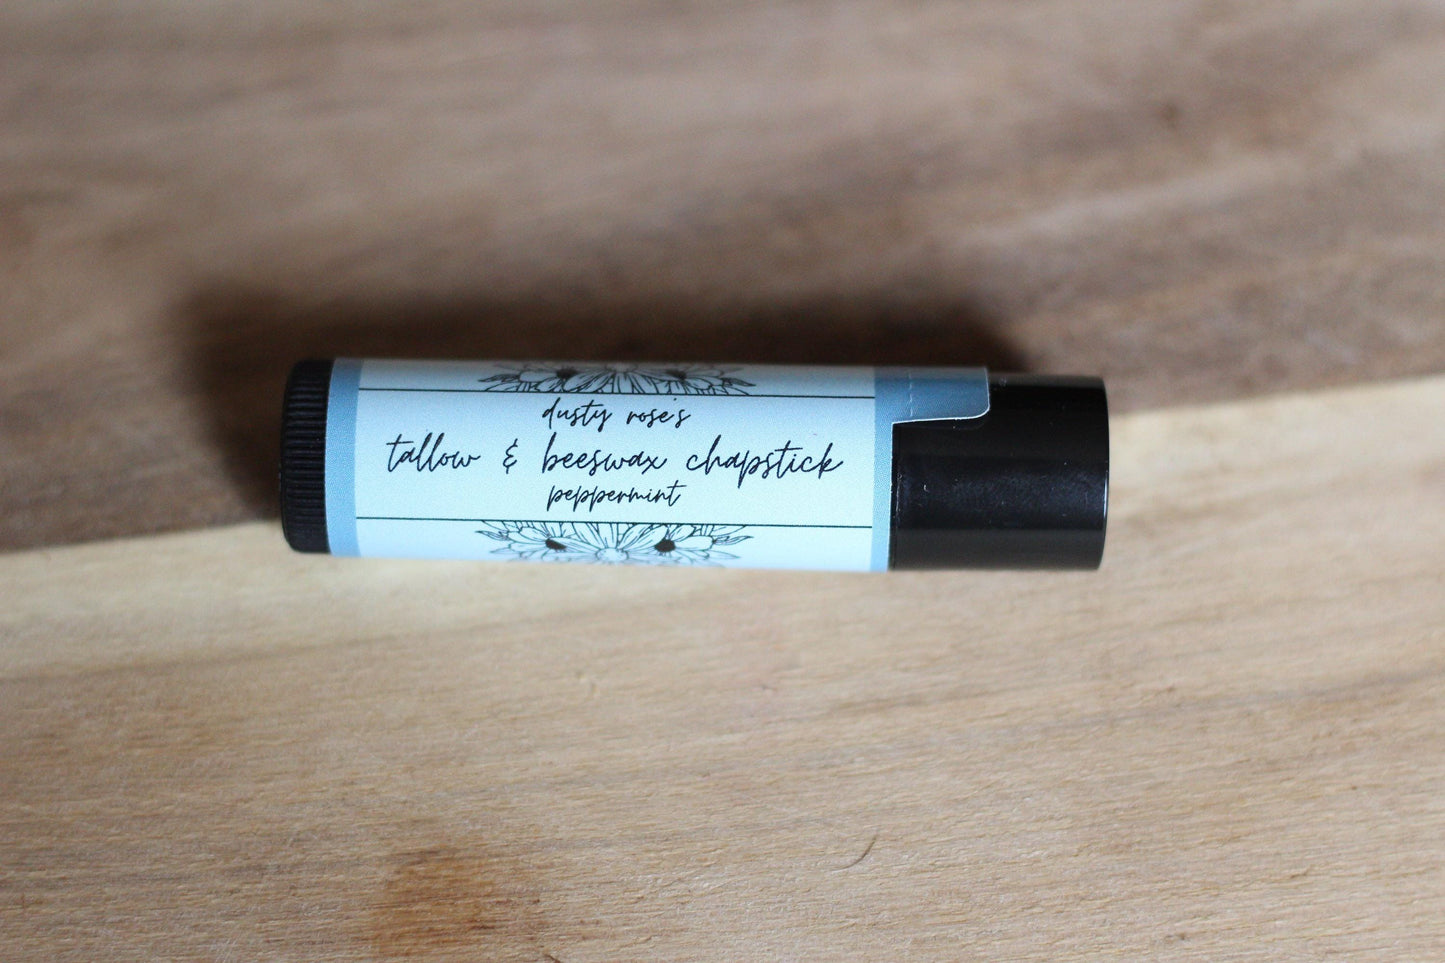 dusty rose's
tallow & beeswax chapstick
peppermint